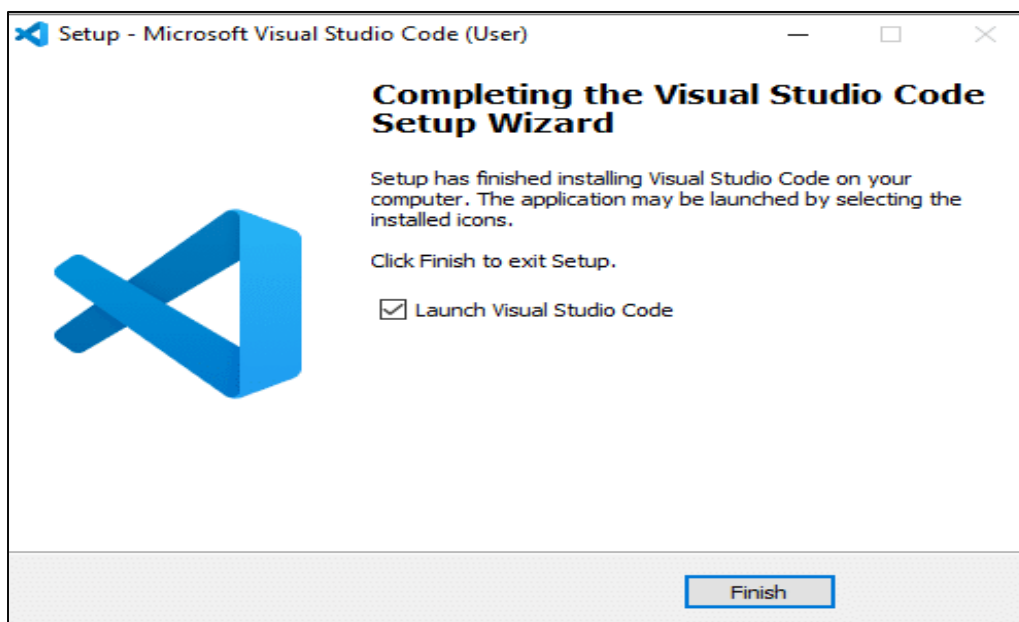 Setup - Microsoft Visual Studio Code (User)
Completing the Visual Studio Code
Setup Wizard
Setup has finished installing Visual Studio Code on your
computer. The application may be launched by selecting the
installed icons.
Click Finish to exit Setup.
Launch Visual Studio Code
Finish